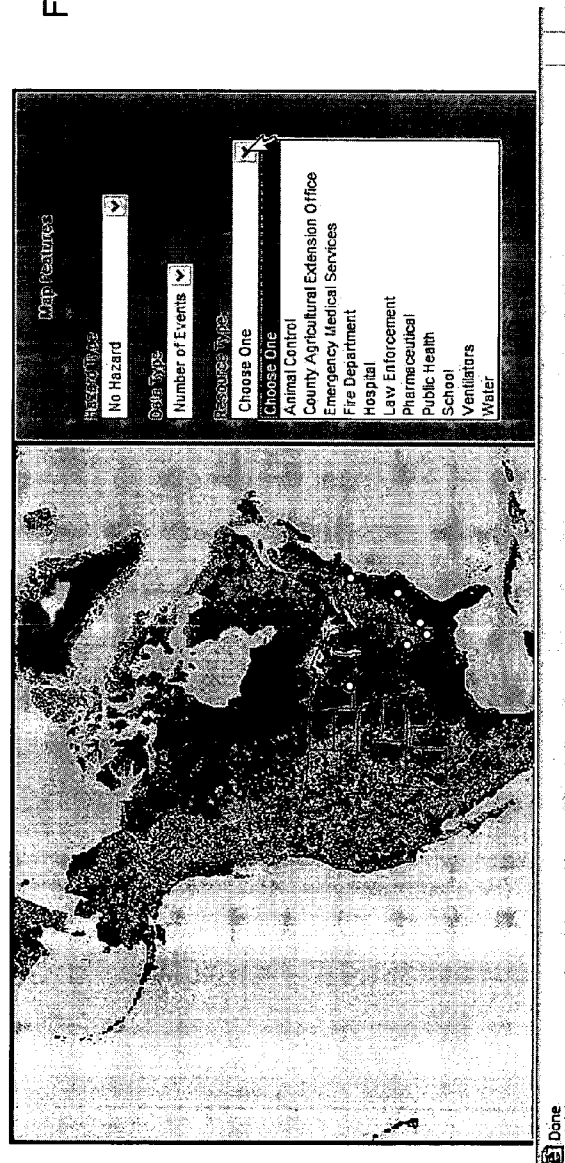 Map Features
Hazard Type
No Hazard
Data Type
Number of Events
Resource Type
Choose One
Choose One
Animal Control
County Agricultural Extension Office
Emergency Medical Services
Fire Department
Hospital
Law Enforcement
Pharmaceutical
Public Health
School
Ventilators
Water
Done